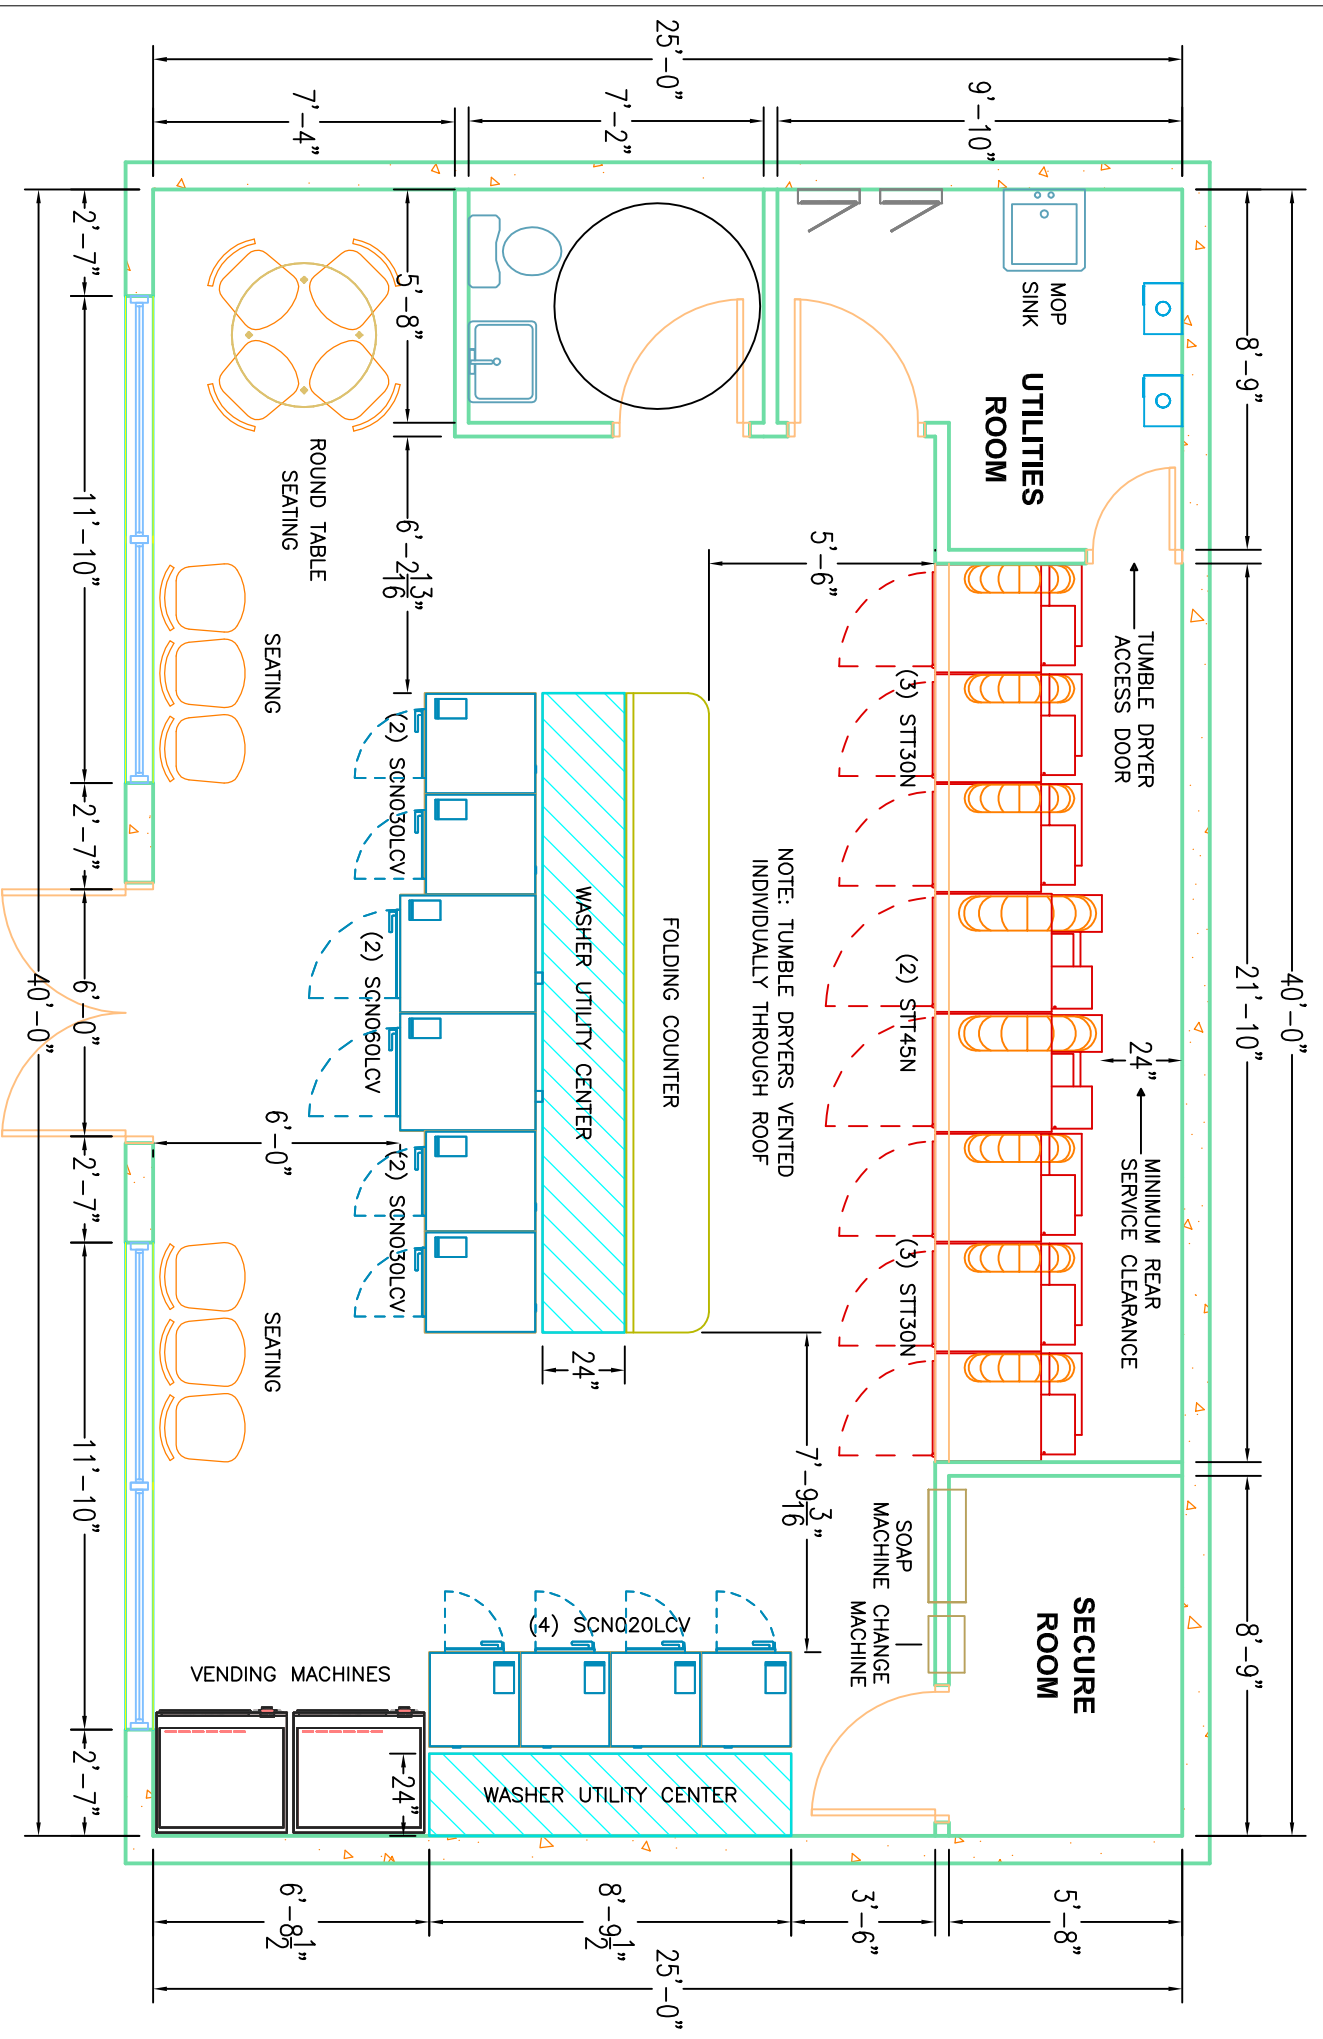 40'-0"
8'-9"
21'-10"
8'-9"
25'-0"
9'-10"
7'-2"
7'-4"
MOP
SINK
UTILITIES
ROOM
TUMBLE DRYER
ACCESS DOOR
24"
MINIMUM REAR
SERVICE CLEARANCE
SECURE
ROOM
5'-8"
3'-6"
8'-9 1/2"
6'-8 1/2"
25'-0"
(3) STT30N
(2) STT45N
(3) STT30N
SOAP
MACHINE
CHANGE
MACHINE
5'-6"
NOTE: TUMBLE DRYERS VENTED
INDIVIDUALLY THROUGH ROOF
7'-9 3/16"
FOLDING COUNTER
WASHER UTILITY CENTER
24"
5'-8"
6'-2 13/16"
(2) SCN030LCV
(2) SCN060LCV
(2) SCN030LCV
(4) SCN020LCV
WASHER UTILITY CENTER
24"
ROUND TABLE
SEATING
SEATING
6'-0"
SEATING
VENDING MACHINES
2'-7"
11'-10"
2'-7"
6'-0"
2'-7"
11'-10"
2'-7"
40'-0"